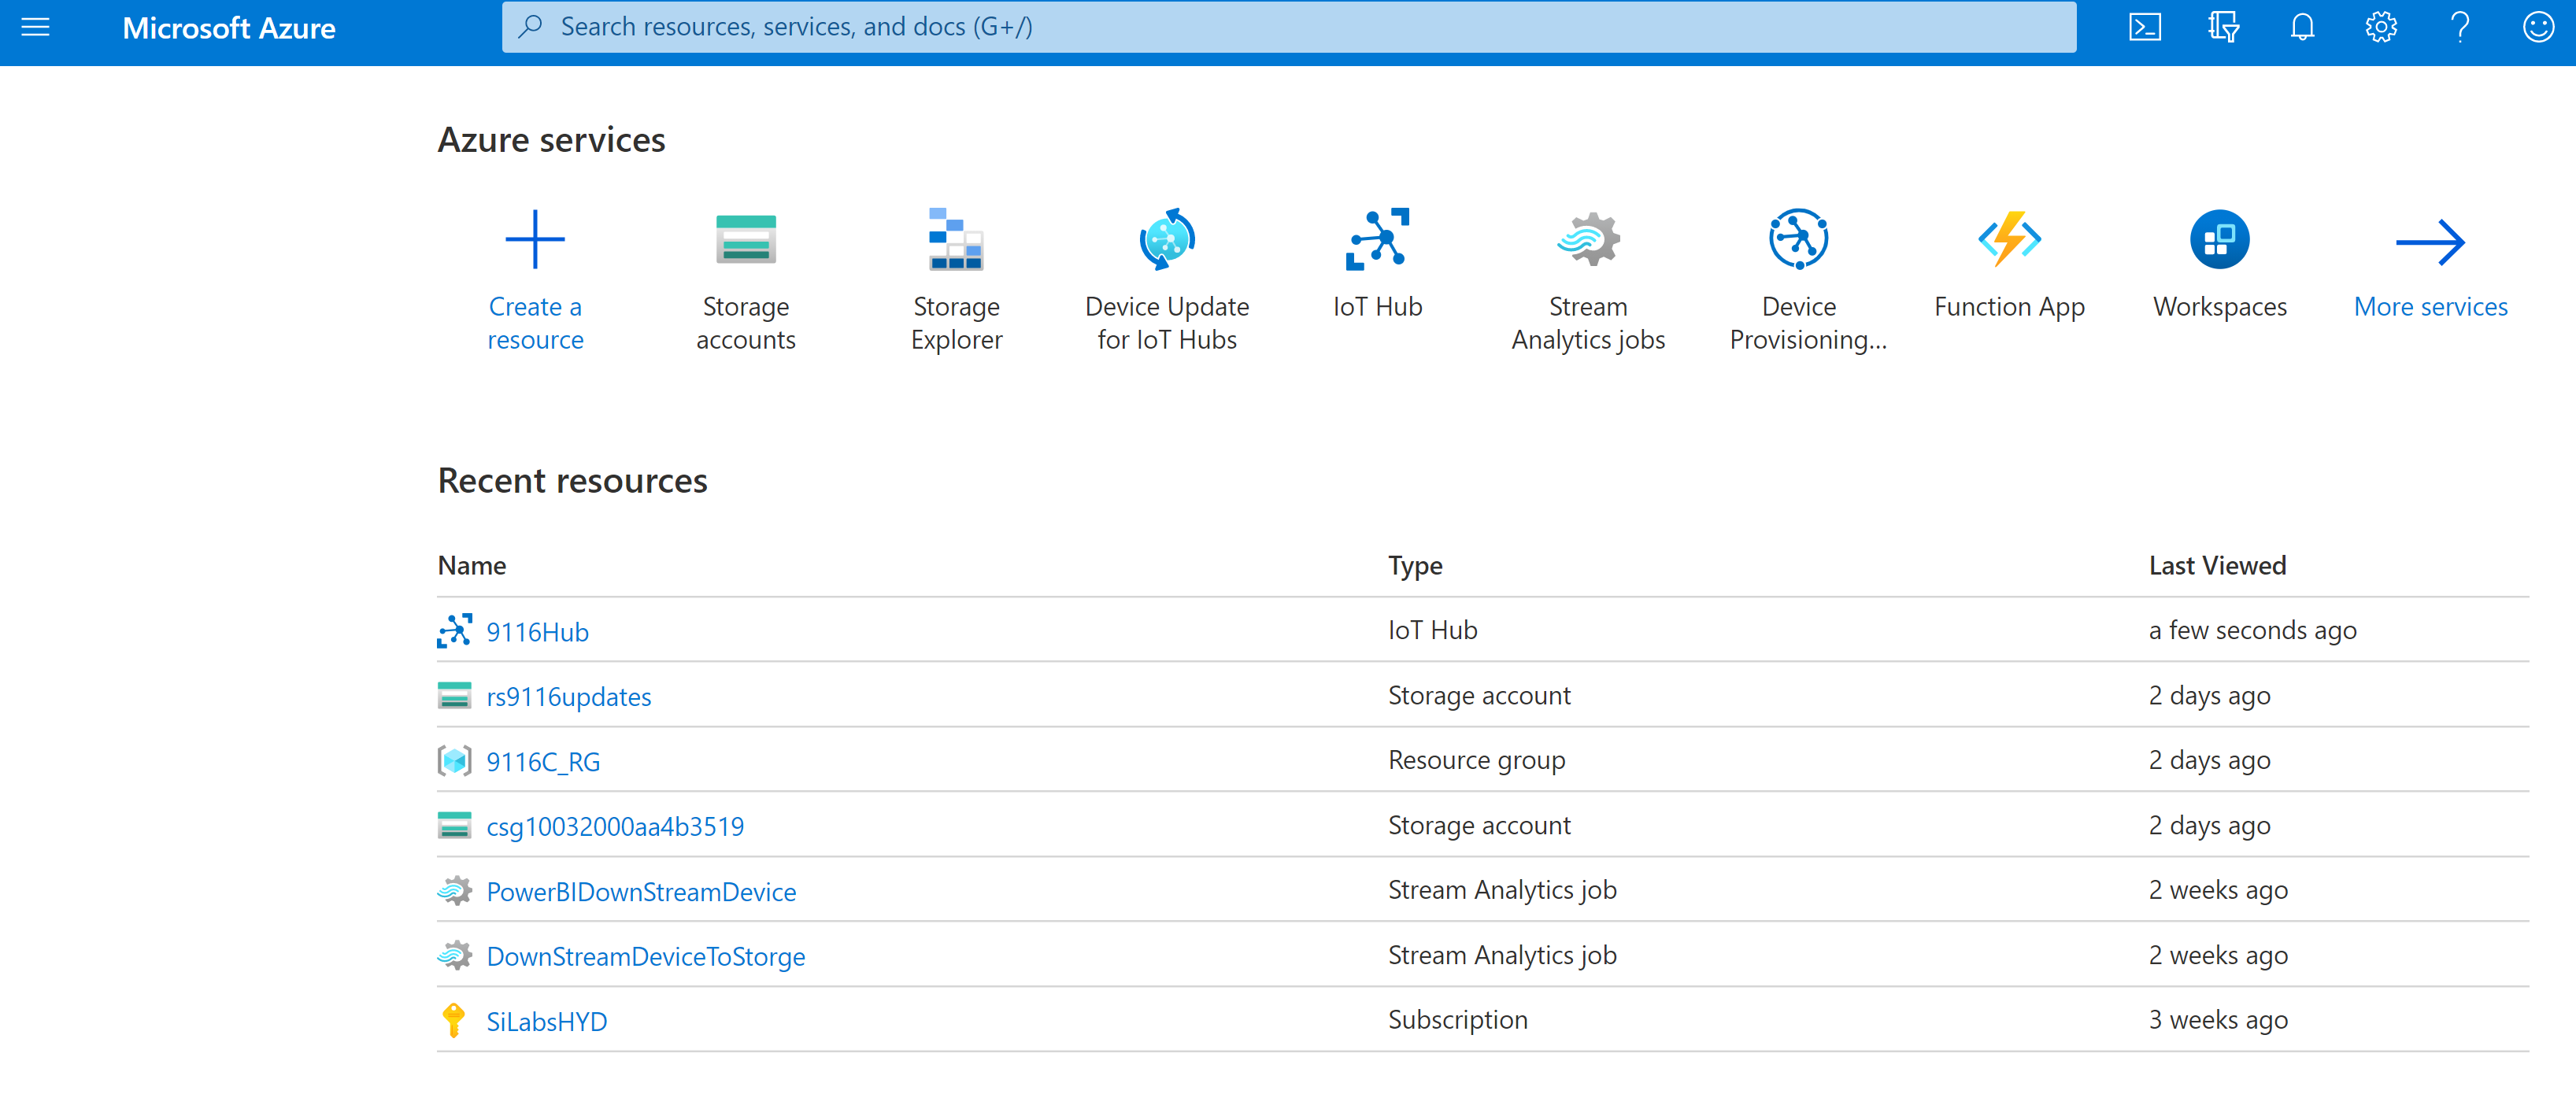 Microsoft Azure
Search resources, services, and docs (G+/)
Azure services
Create a
resource
Storage
accounts
Storage
Explorer
Device Update
for IoT Hubs
IoT Hub
Stream
Analytics jobs
Device
Provisioning...
Function App
Workspaces
More services
Recent resources
Name Type Last Viewed
9116Hub IoT Hub a few seconds ago
rs9116updates Storage account 2 days ago
9116C_RG Resource group 2 days ago
csg10032000aa4b3519 Storage account 2 days ago
PowerBIDownStreamDevice Stream Analytics job 2 weeks ago
DownStreamDeviceToStorge Stream Analytics job 2 weeks ago
SiLabsHYD Subscription 3 weeks ago